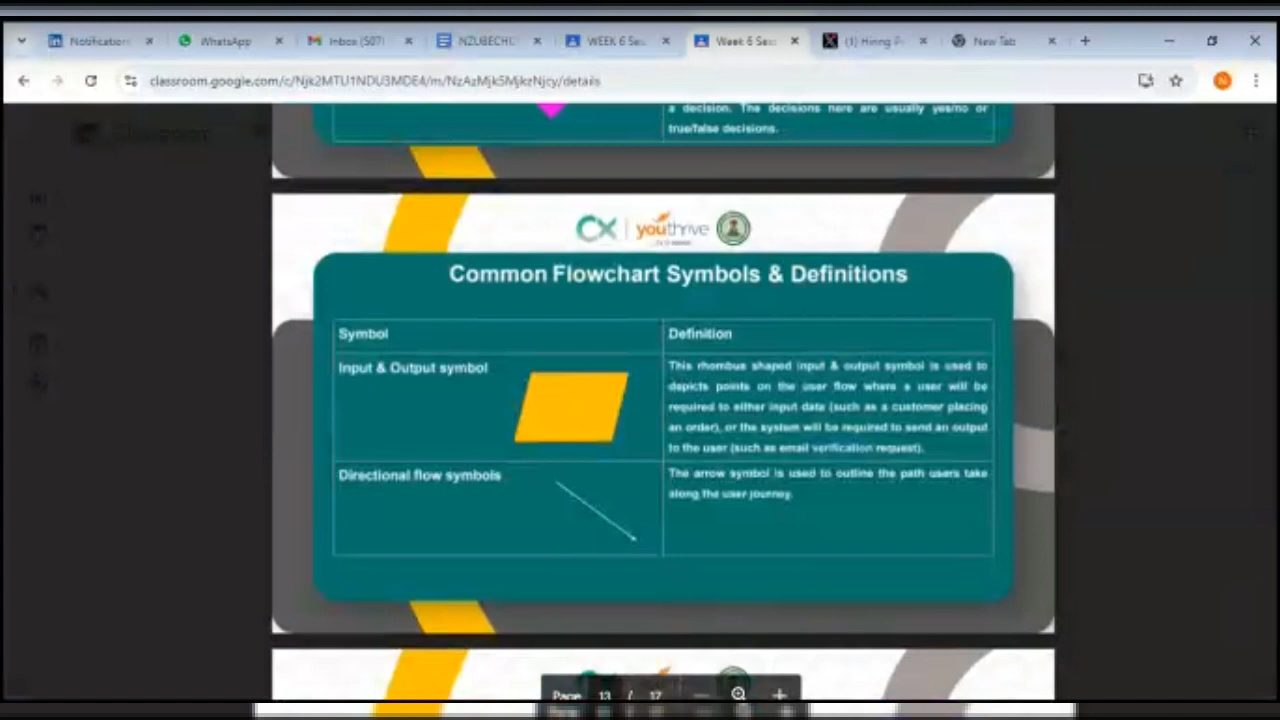 Notification
WhatsApp
Inbox (507)
NZUBECHU
WEEK 6 Ses
Week 6 Sess
New Tab
classroom.google.com/c/Njk2MTU1NDU3MDE4/m/NzAzMjk5MjkzNjcy/details
Classroom
a decision. The decisions here are usually yes/no or
true/false decisions.
CX | youthrive
Common Flowchart Symbols & Definitions
Symbol
Definition
Input & Output symbol
This rhombus shaped input & output symbol is used to
depicts points on the user flow where a user will be
required to either input data (such as a customer placing
an order), or the system will be required to send an output
to the user (such as email verification request).
Directional flow symbols
The arrow symbol is used to outline the path users take
along the user journey.
Page 13 / 17